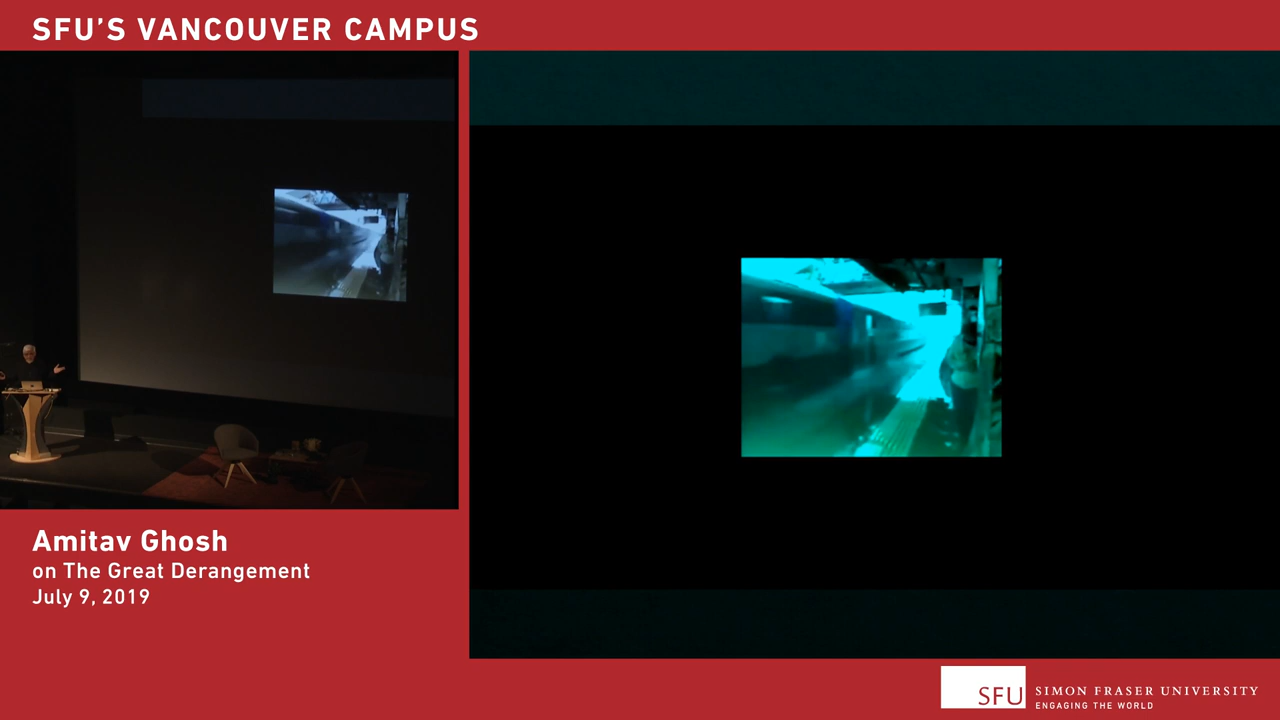 SFU'S VANCOUVER CAMPUS
Amitav Ghosh
on The Great Derangement
July 9, 2019
SFU
SIMON FRASER UNIVERSITY
ENGAGING THE WORLD